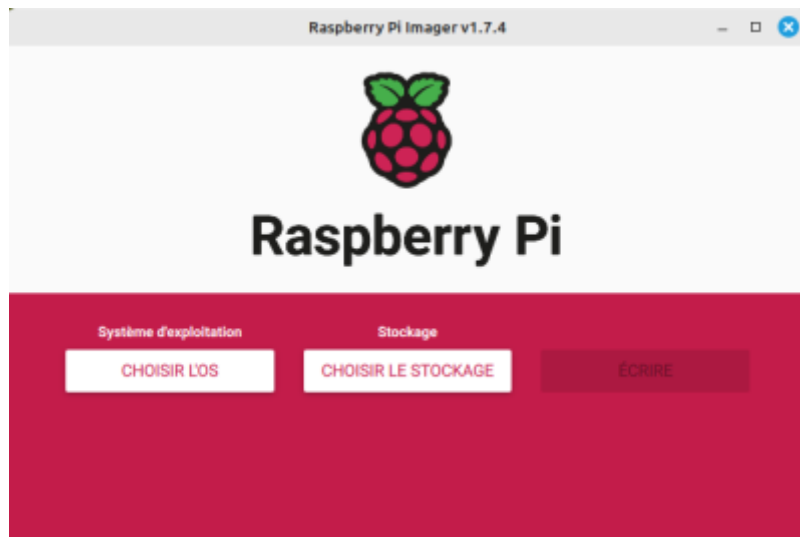 Raspberry Pi Imager v1.7.4
Raspberry Pi
Système d'exploitation
Stockage
CHOISIR L'OS
CHOISIR LE STOCKAGE
ÉCRIRE